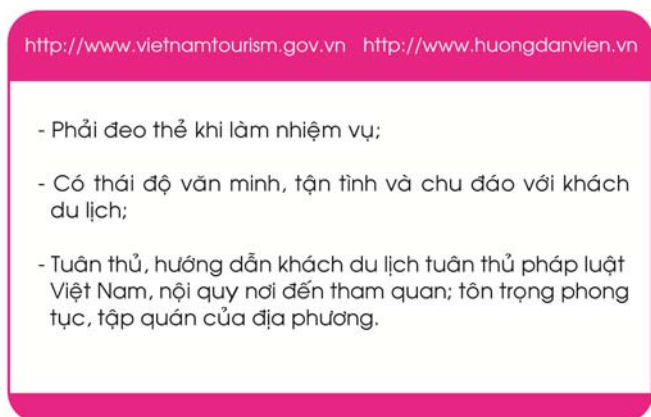 http://www.vietnamtourism.gov.vn http://www.huongdanvien.vn
- Phải đeo thẻ khi làm nhiệm vụ;
- Có thái độ văn minh, tận tình và chu đáo với khách
du lịch;
- Tuân thủ, hướng dẫn khách du lịch tuân thủ pháp luật
Việt Nam, nội quy nơi đến tham quan; tôn trọng phong
tục, tập quán của địa phương.